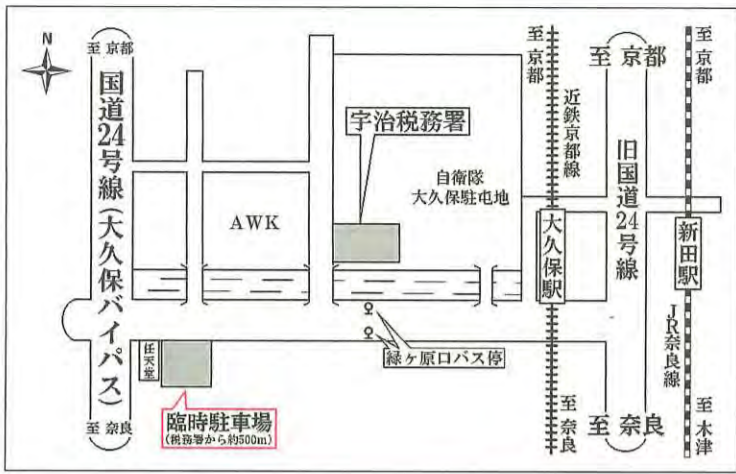 N
至 京都
国道24号線(大久保バイパス)
至 奈良
AWK
宇治税務署
自衛隊
大久保駐屯地
至 京都
近鉄京都線
大久保駅
至 奈良
至 京都
旧国道24号線
至 奈良
至 京都
新田駅
JR奈良線
至 木津
任天堂
緑ヶ原口バス停
臨時駐車場
(税務署から約500m)